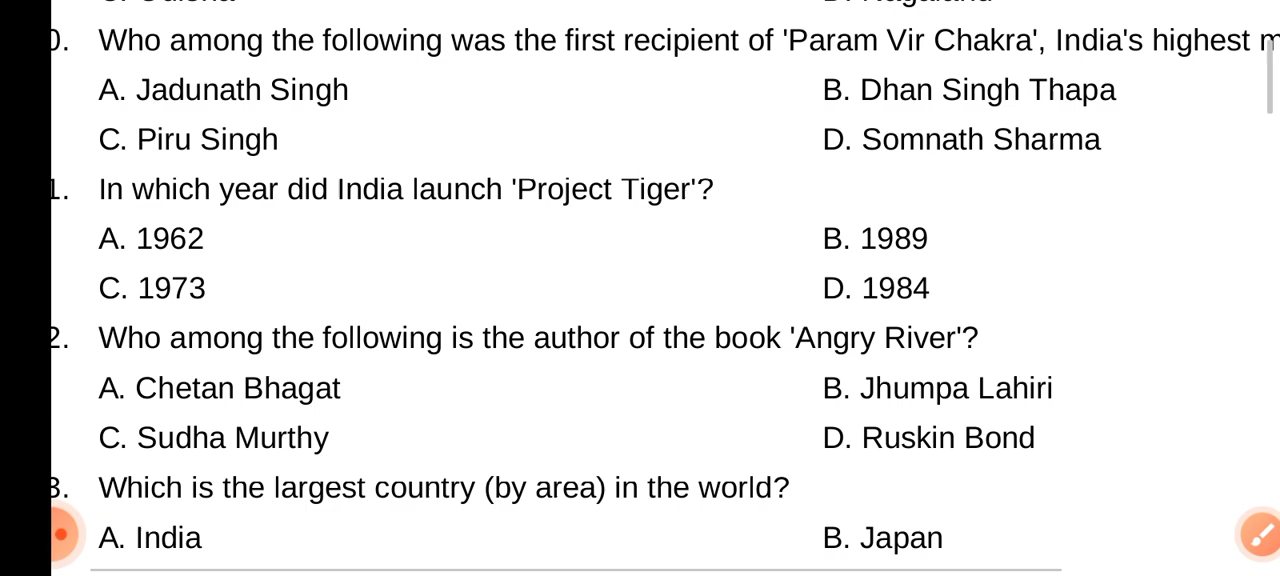 0. Who among the following was the first recipient of 'Param Vir Chakra', India's highest
A. Jadunath Singh B. Dhan Singh Thapa
C. Piru Singh D. Somnath Sharma
1. In which year did India launch 'Project Tiger'?
A. 1962 B. 1989
C. 1973 D. 1984
2. Who among the following is the author of the book 'Angry River'?
A. Chetan Bhagat B. Jhumpa Lahiri
C. Sudha Murthy D. Ruskin Bond
3. Which is the largest country (by area) in the world?
A. India B. Japan